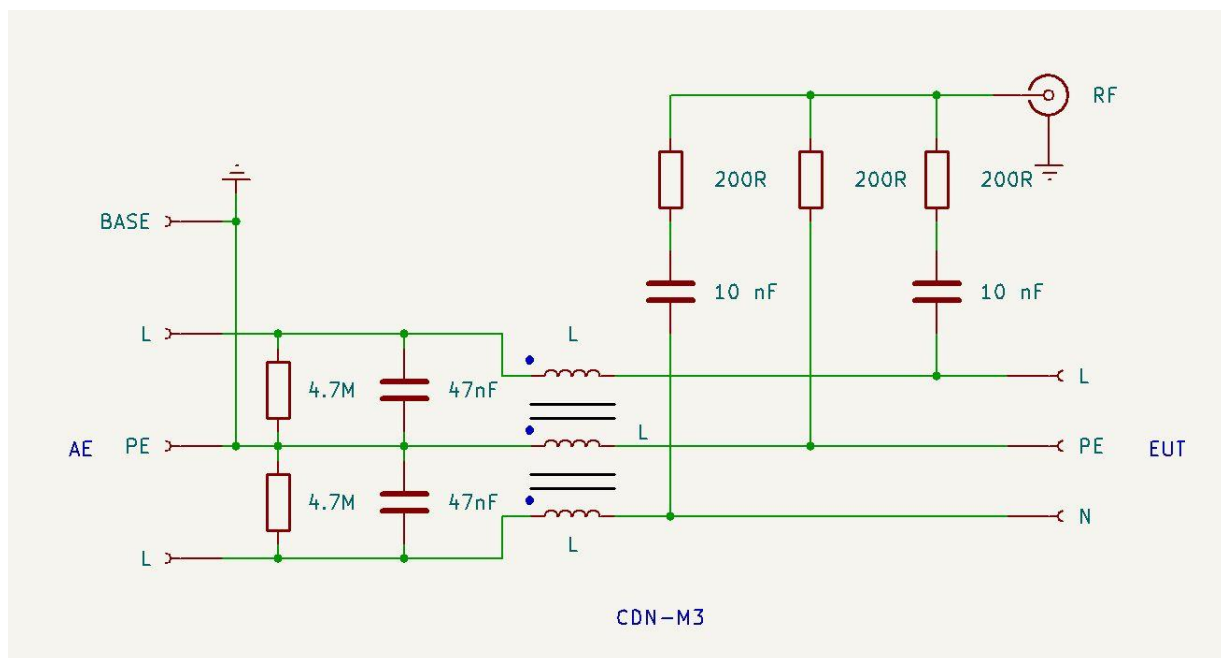 RF
200R
200R
200R
BASE
10 nF
10 nF
L
L
4.7M
47nF
L
L
AE
PE
PE
EUT
4.7M
47nF
N
L
L
CDN-M3